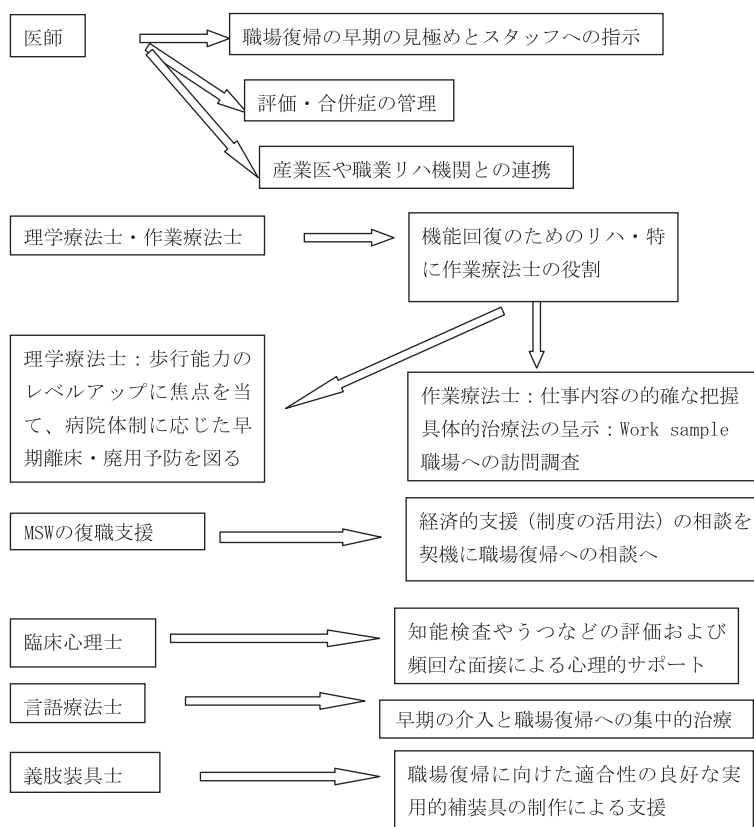 医師
職場復帰の早期の見極めとスタッフへの指示
評価・合併症の管理
産業医や職業リハ機関との連携
理学療法士・作業療法士
機能回復のためのリハ・特
に作業療法士の役割
理学療法士：歩行能力の
レベルアップに焦点を当
て、病院体制に応じた早
期離床・廃用予防を図る
作業療法士：仕事内容の的確な把握
具体的治療法の呈示：Work sample
職場への訪問調査
MSWの復職支援
経済的支援（制度の活用法）の相談を
契機に職場復帰への相談へ
臨床心理士
知能検査やうつなどの評価および
頻回な面接による心理的サポート
言語療法士
早期の介入と職場復帰への集中的治療
義肢装具士
職場復帰に向けた適合性の良好な実
用的補装具の制作による支援